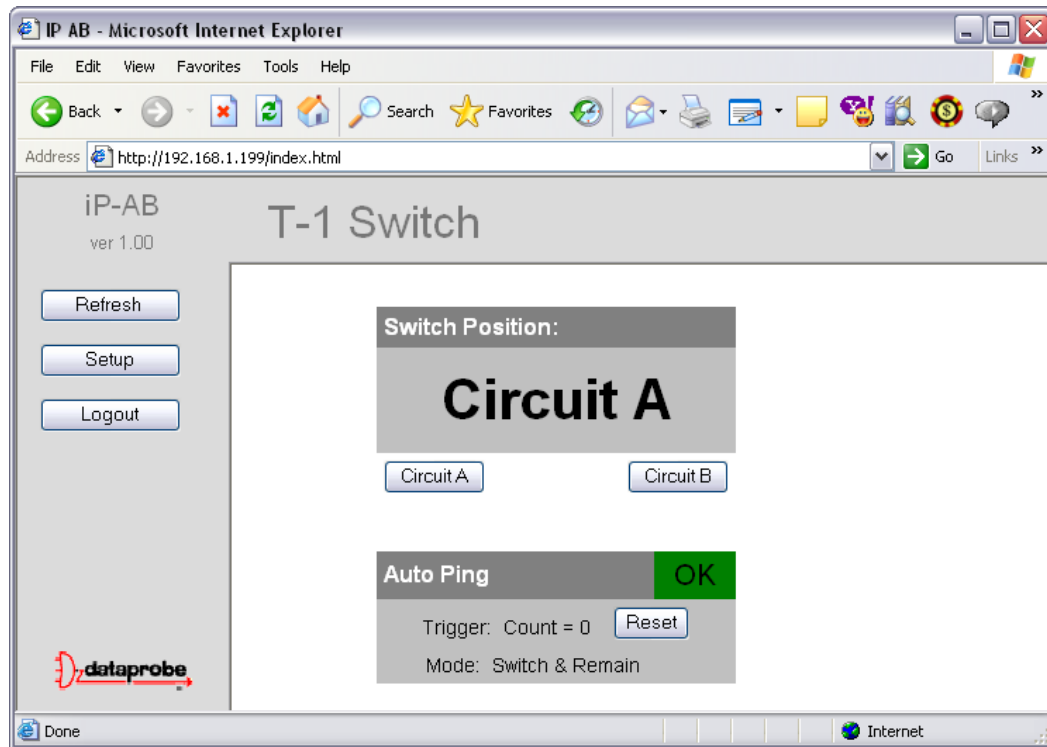 IP AB - Microsoft Internet Explorer
File Edit View Favorites Tools Help
Back Search Favorites »
Address http://192.168.1.199/index.html Go Links »
iP-AB
ver 1.00
T-1 Switch
Refresh
Setup
Logout
Switch Position:
Circuit A
Circuit A Circuit B
Auto Ping OK
Trigger: Count = 0 Reset
Mode: Switch & Remain
dataprobe
Done Internet